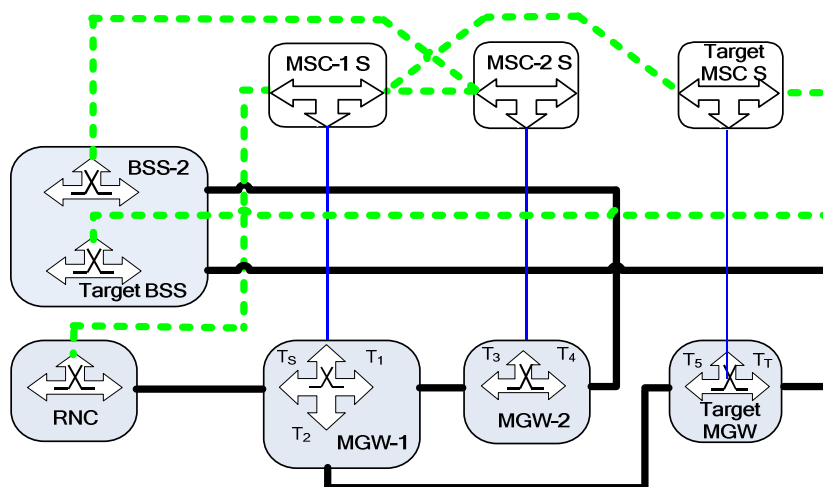 MSC-1 S
MSC-2 S
Target
MSC S
BSS-2
Target BSS
RNC
TS
T1
T2
MGW-1
T3
T4
MGW-2
T5
TT
Target
MGW